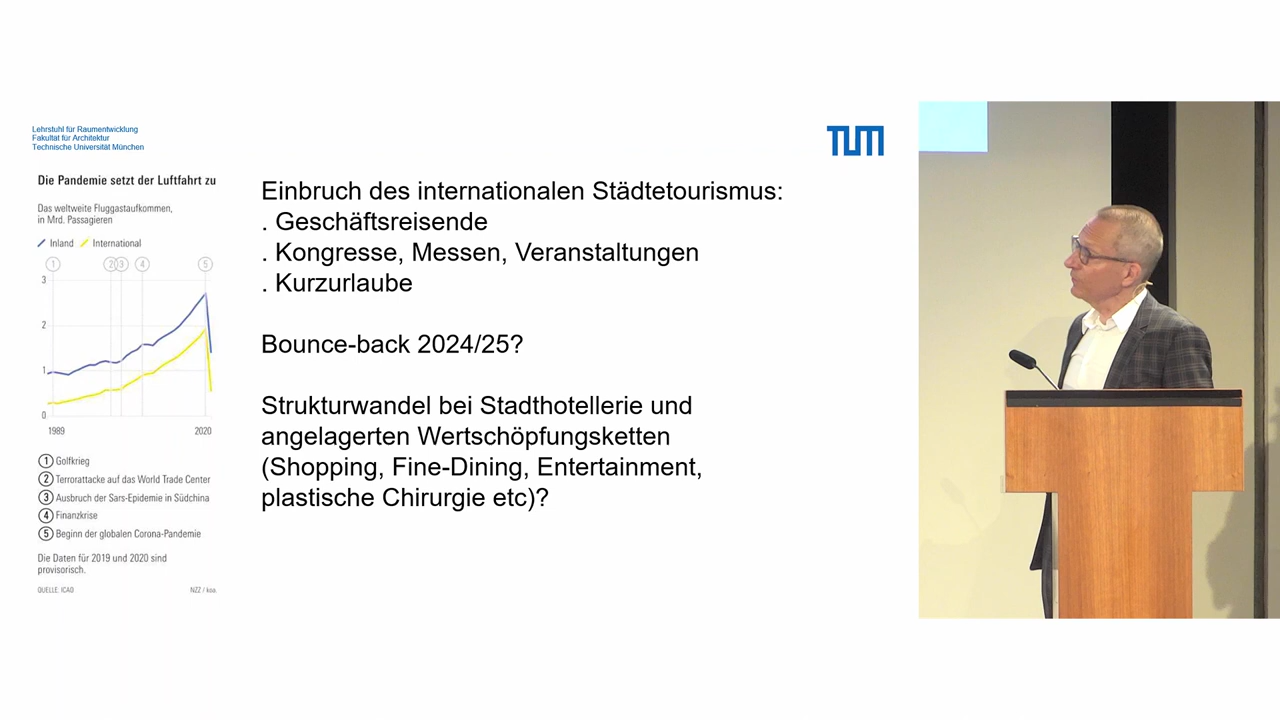 Lehrstuhl für Raumentwicklung
Fakultät für Architektur
Technische Universität München
TUM
Die Pandemie setzt der Luftfahrt zu
Das weltweite Fluggastaufkommen,
in Mrd. Passagieren
Inland International
1 2 3 4 5
3
2
1
0
1989 2020
1 Golfkrieg
2 Terrorattacke auf das World Trade Center
3 Ausbruch der Sars-Epidemie in Südchina
4 Finanzkrise
5 Beginn der globalen Corona-Pandemie
Die Daten für 2019 und 2020 sind
provisorisch.
QUELLE: ICAO NZZ / koa.
Einbruch des internationalen Städtetourismus:
. Geschäftsreisende
. Kongresse, Messen, Veranstaltungen
. Kurzurlaube
Bounce-back 2024/25?
Strukturwandel bei Stadthotellerie und
angelagerten Wertschöpfungsketten
(Shopping, Fine-Dining, Entertainment,
plastische Chirurgie etc)?